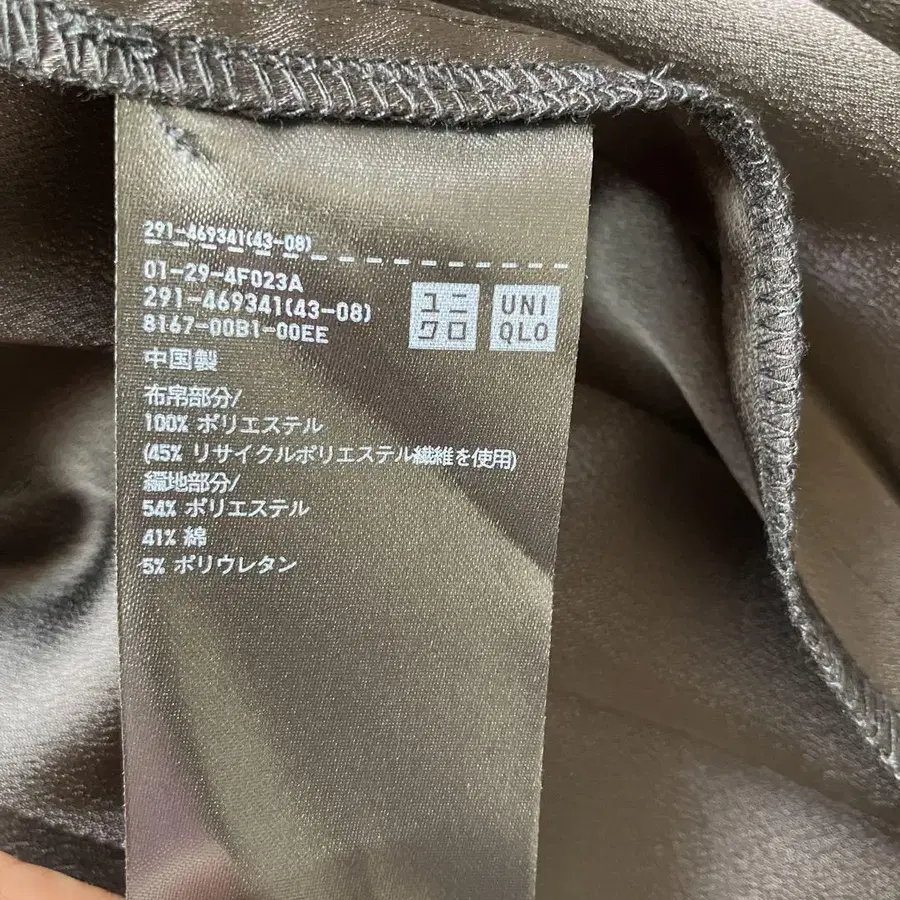 291-469341(43-08)
01-29-4F023A
291-469341(43-08)
8167-00B1-00EE
ユニ
クロ
UNI
QLO
中国製
布帛部分/
100% ポリエステル
(45% リサイクルポリエステル繊維を使用)
編地部分/
54% ポリエステル
41% 綿
5% ポリウレタン